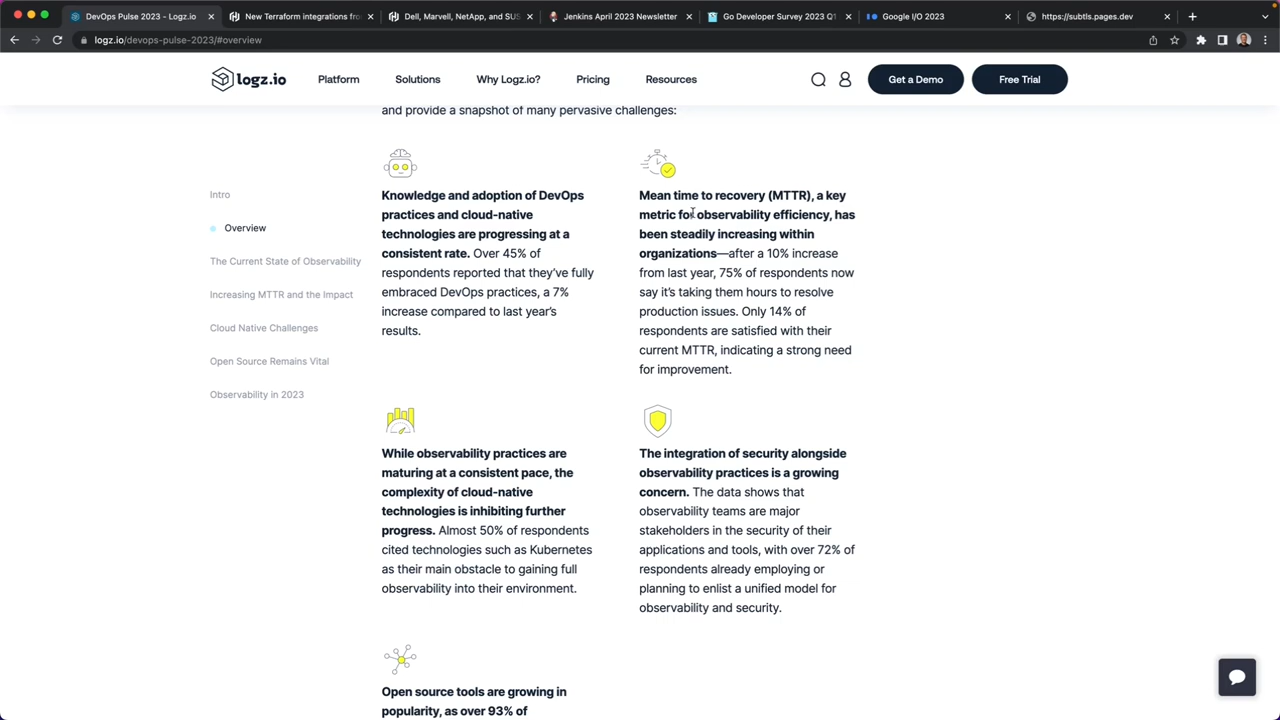 DevOps Pulse 2023 - Logz.io
New Terraform integrations fro
Dell, Marvell, NetApp, and SUS
Jenkins April 2023 Newsletter
Go Developer Survey 2023 Q1
Google I/O 2023
https://subtls.pages.dev
logz.io/devops-pulse-2023/#overview
logz.io
Platform
Solutions
Why Logz.io?
Pricing
Resources
Get a Demo
Free Trial
and provide a snapshot of many pervasive challenges:
Intro
Overview
The Current State of Observability
Increasing MTTR and the Impact
Cloud Native Challenges
Open Source Remains Vital
Observability in 2023
Knowledge and adoption of DevOps
practices and cloud-native
technologies are progressing at a
consistent rate. Over 45% of
respondents reported that they've fully
embraced DevOps practices, a 7%
increase compared to last year's
results.
Mean time to recovery (MTTR), a key
metric for observability efficiency, has
been steadily increasing within
organizations—after a 10% increase
from last year, 75% of respondents now
say it's taking them hours to resolve
production issues. Only 14% of
respondents are satisfied with their
current MTTR, indicating a strong need
for improvement.
While observability practices are
maturing at a consistent pace, the
complexity of cloud-native
technologies is inhibiting further
progress. Almost 50% of respondents
cited technologies such as Kubernetes
as their main obstacle to gaining full
observability into their environment.
The integration of security alongside
observability practices is a growing
concern. The data shows that
observability teams are major
stakeholders in the security of their
applications and tools, with over 72% of
respondents already employing or
planning to enlist a unified model for
observability and security.
Open source tools are growing in
popularity, as over 93% of